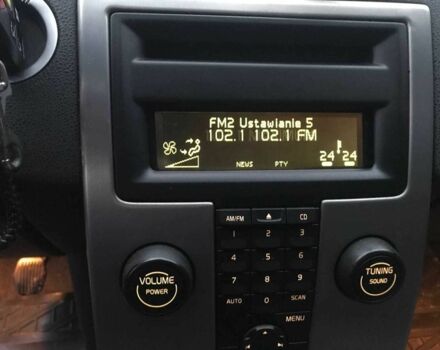 FM2 Ustawianie 5
102.1 102.1 FM
24 24
NEWS PTY
AM/FM CD
1 2 3
4 5 6
7 8 9
AUTO 0 SCAN
MENU
VOLUME
POWER
TUNING
SOUND